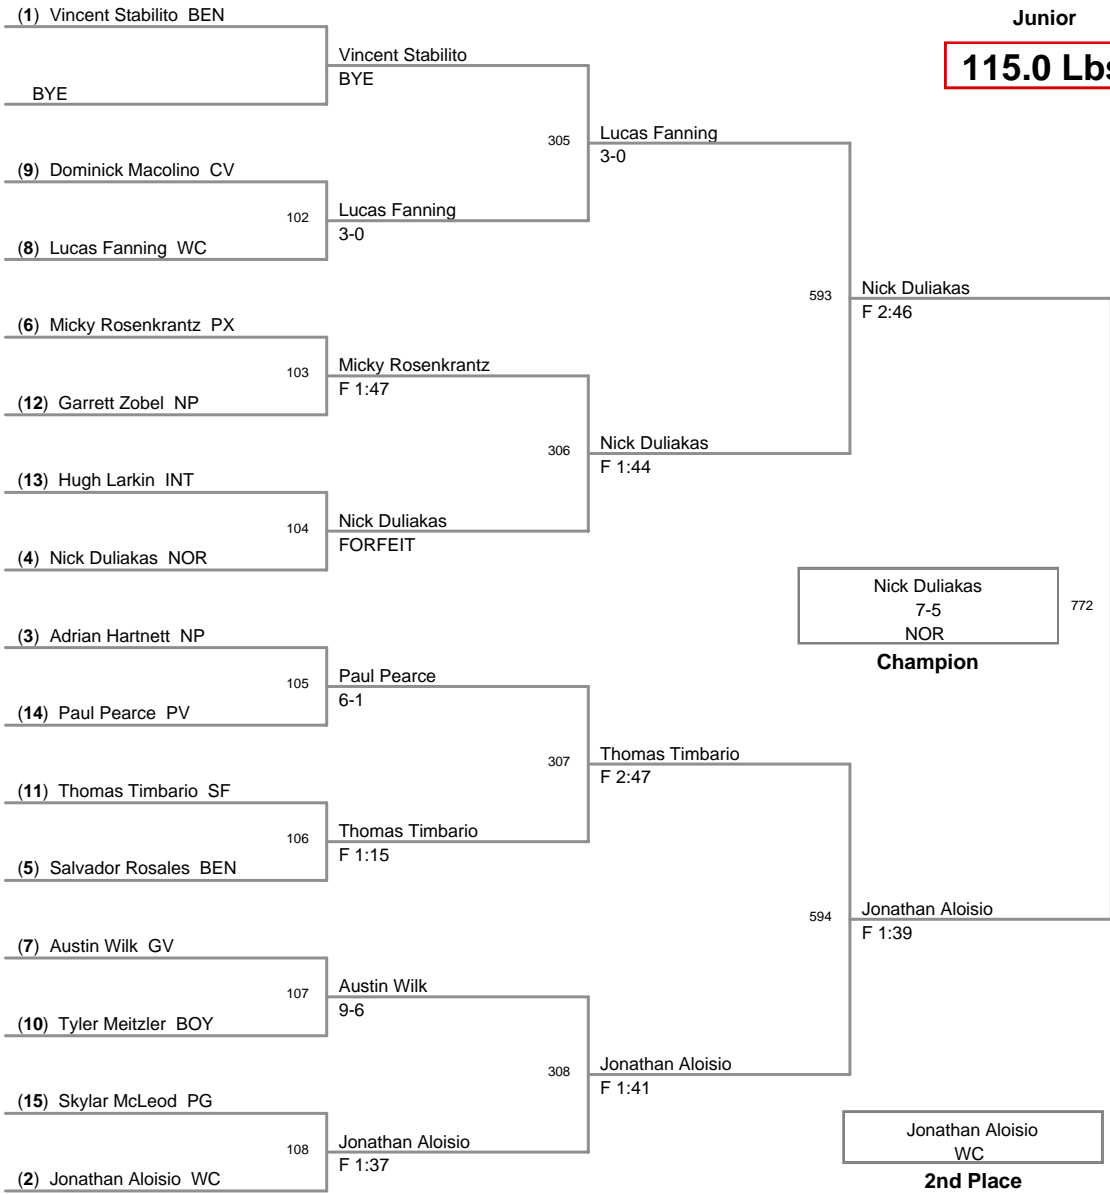 (1) Vincent Stabilito BEN
Junior
115.0 Lbs
Vincent Stabilito
BYE
BYE
305
Lucas Fanning
3-0
(9) Dominick Macolino CV
102
Lucas Fanning
3-0
(8) Lucas Fanning WC
593
Nick Duliakas
F 2:46
(6) Micky Rosenkrantz PX
103
Micky Rosenkrantz
F 1:47
(12) Garrett Zobel NP
306
Nick Duliakas
F 1:44
(13) Hugh Larkin INT
104
Nick Duliakas
FORFEIT
(4) Nick Duliakas NOR
Nick Duliakas
7-5
NOR
772
Champion
(3) Adrian Hartnett NP
105
Paul Pearce
6-1
(14) Paul Pearce PV
307
Thomas Timbario
F 2:47
(11) Thomas Timbario SF
106
Thomas Timbario
F 1:15
(5) Salvador Rosales BEN
594
Jonathan Aloisio
F 1:39
(7) Austin Wilk GV
107
Austin Wilk
9-6
(10) Tyler Meitzler BOY
308
Jonathan Aloisio
F 1:41
(15) Skylar McLeod PG
108
Jonathan Aloisio
F 1:37
(2) Jonathan Aloisio WC
Jonathan Aloisio
WC
2nd Place